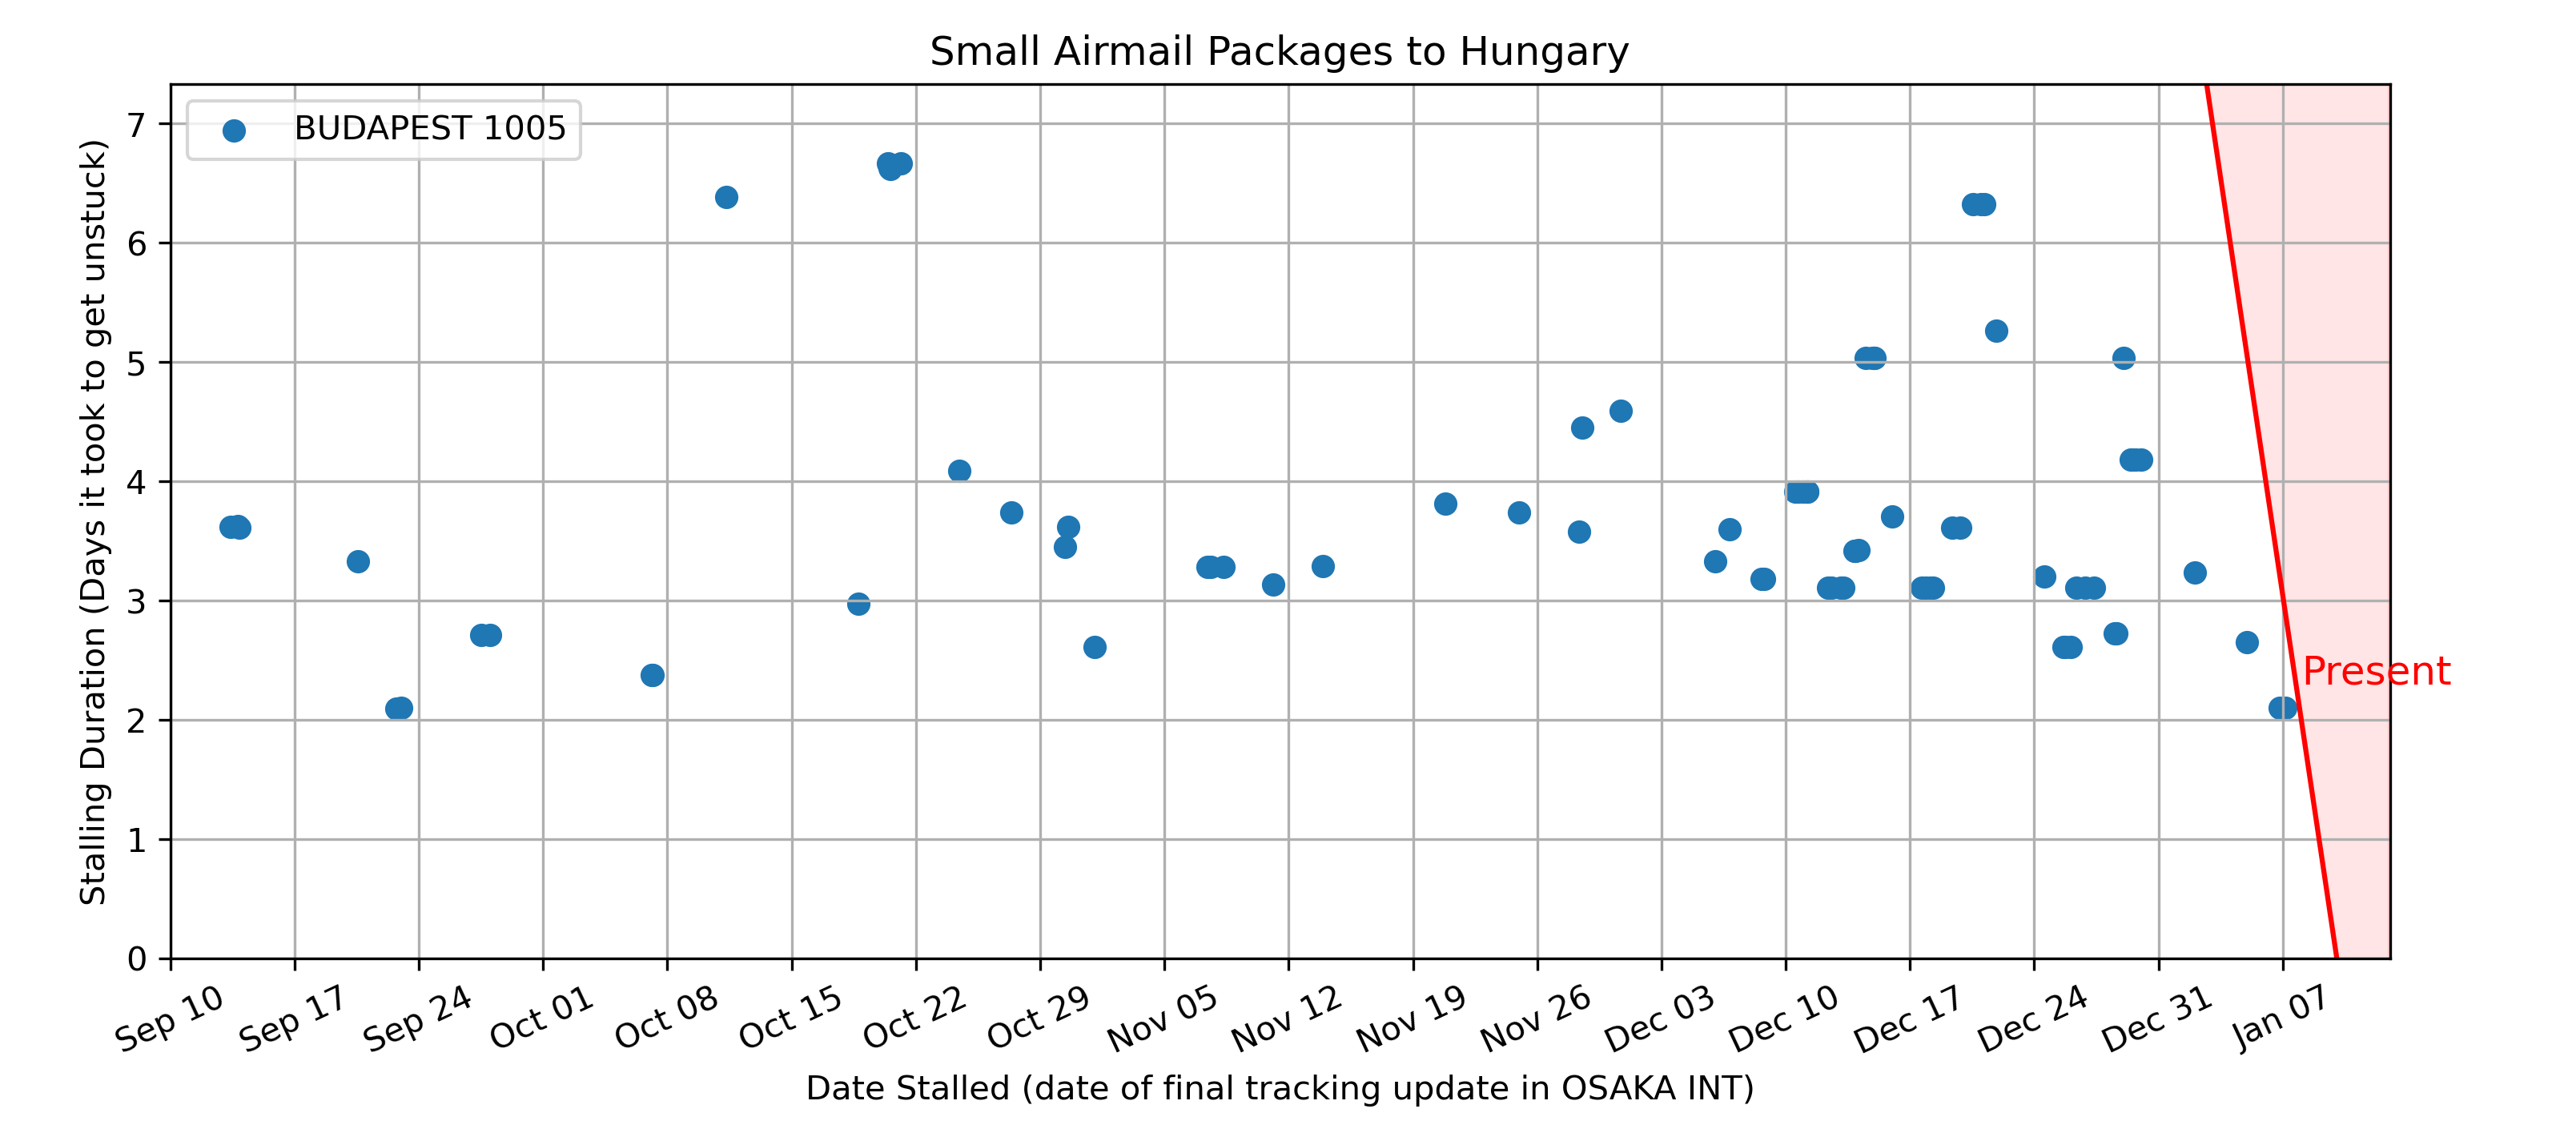 Small Airmail Packages to Hungary
BUDAPEST 1005
Stalling Duration (Days it took to get unstuck)
7
6
5
4
3
2
1
0
Present
Sep 10
Sep 17
Sep 24
Oct 01
Oct 08
Oct 15
Oct 22
Oct 29
Nov 05
Nov 12
Nov 19
Nov 26
Dec 03
Dec 10
Dec 17
Dec 24
Dec 31
Jan 07
Date Stalled (date of final tracking update in OSAKA INT)